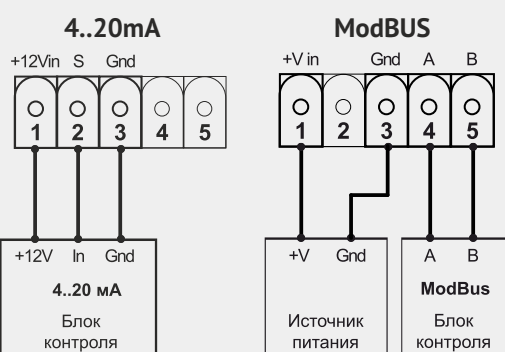 4..20mA
+12Vin S Gnd
1 2 3 4 5
+12V In Gnd
4..20 мА
Блок
контроля
ModBUS
+V in Gnd A B
1 2 3 4 5
+V Gnd
Источник
питания
A B
ModBus
Блок
контроля